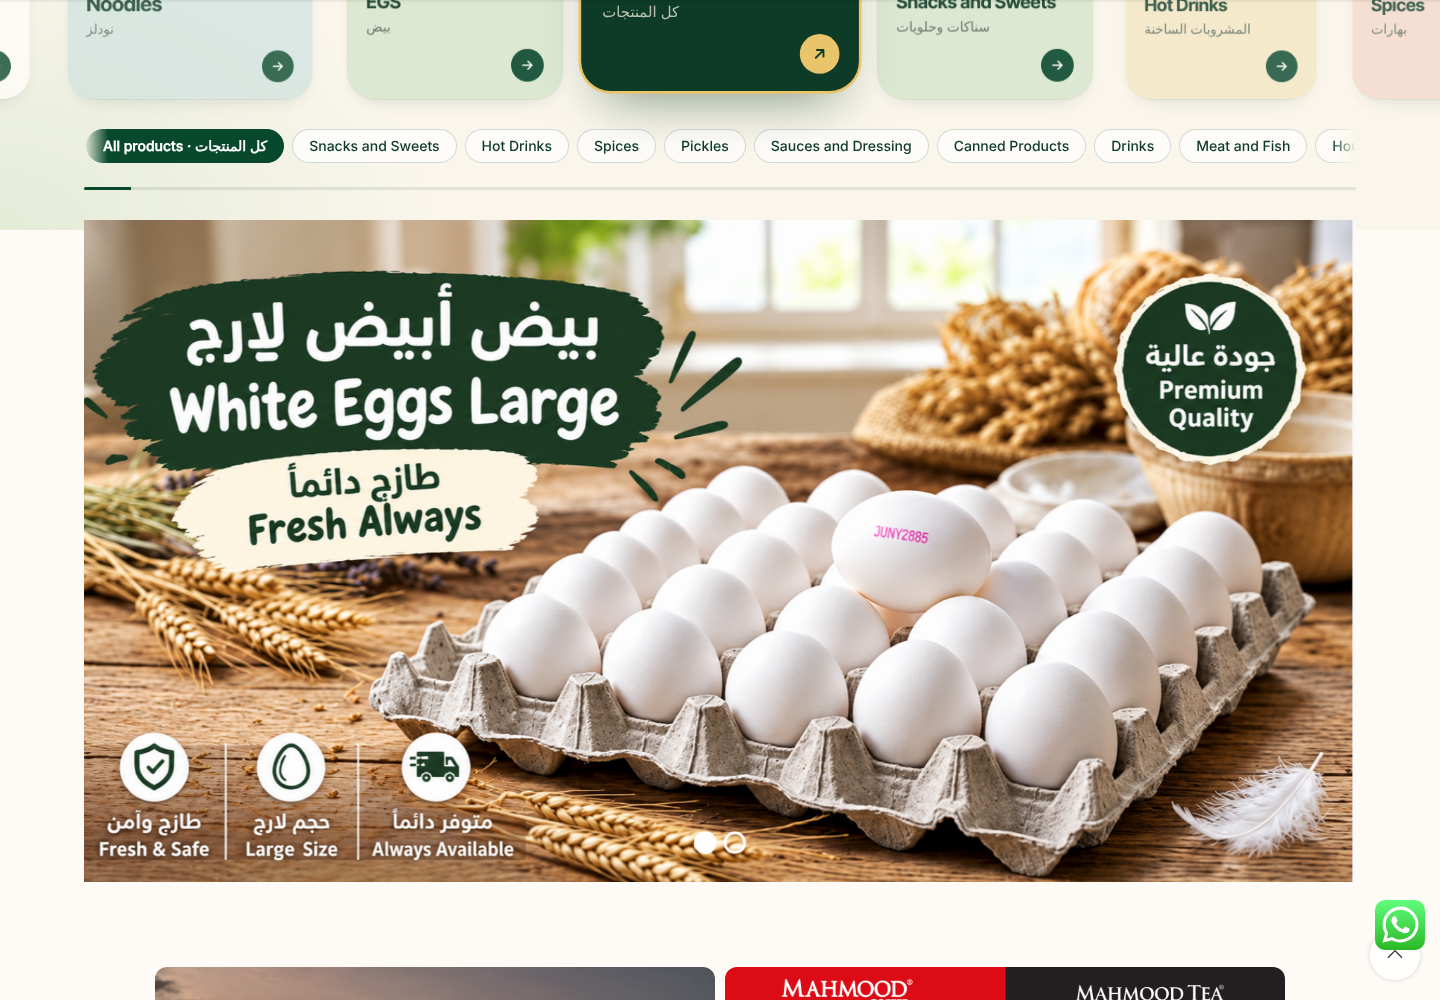 Noodles
نودلز
EGS
بيض
كل المنتجات
Snacks and Sweets
سناكات وحلويات
Hot Drinks
المشروبات الساخنة
Spices
بهارات
All products · كل المنتجات
Snacks and Sweets
Hot Drinks
Spices
Pickles
Sauces and Dressing
Canned Products
Drinks
Meat and Fish
بيض أبيض لارج
White Eggs Large
طازج دائماً
Fresh Always
جودة عالية
Premium
Quality
JUNY2885
طازج وآمن
Fresh & Safe
حجم لارج
Large Size
متوفر دائماً
Always Available
MAHMOOD®
MAHMOOD TEA®